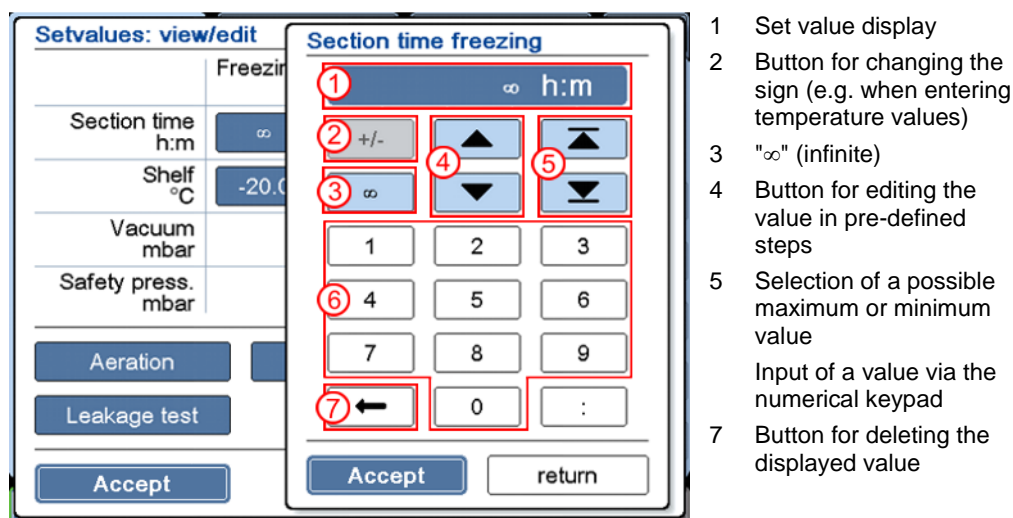 Setvalues: view/edit
Freezin
Section time
h:m
∞
Shelf
°C
-20.0
Vacuum
mbar
Safety press.
mbar
Aeration
Leakage test
Accept
Section time freezing
1 ∞ h:m
2 +/-
3 ∞
4
5
1 2 3
6 4 5 6
7 8 9
7 0 :
Accept return
1 Set value display
2 Button for changing the
sign (e.g. when entering
temperature values)
3 "∞" (infinite)
4 Button for editing the
value in pre-defined
steps
5 Selection of a possible
maximum or minimum
value
Input of a value via the
numerical keypad
7 Button for deleting the
displayed value